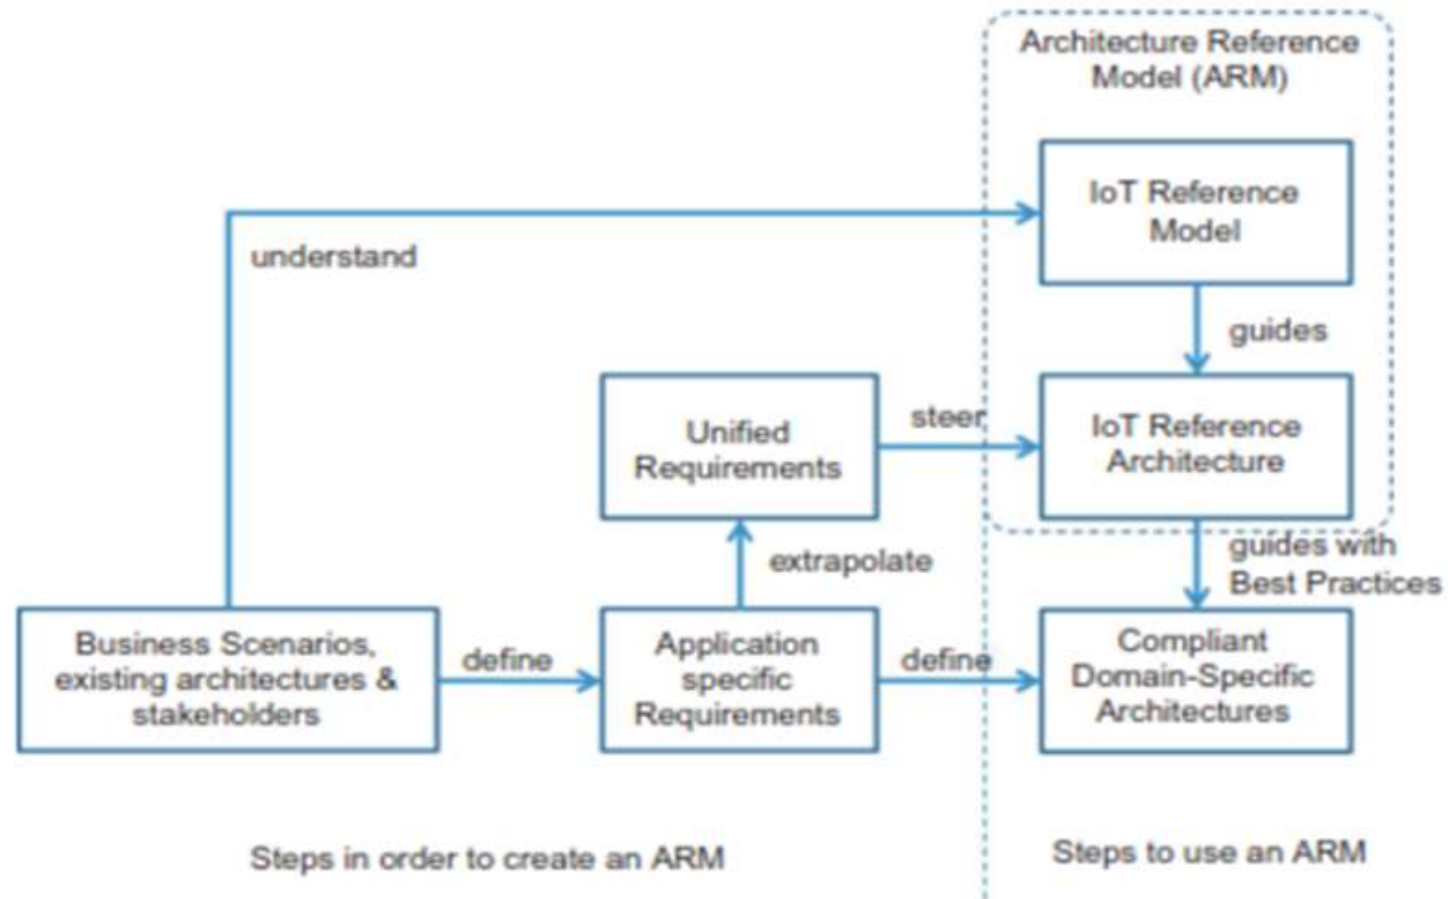 Architecture Reference
Model (ARM)
IoT Reference
Model
understand
guides
Unified
Requirements
steer
IoT Reference
Architecture
extrapolate
guides with
Best Practices
Business Scenarios,
existing architectures &
stakeholders
define
Application
specific
Requirements
define
Compliant
Domain-Specific
Architectures
Steps in order to create an ARM
Steps to use an ARM